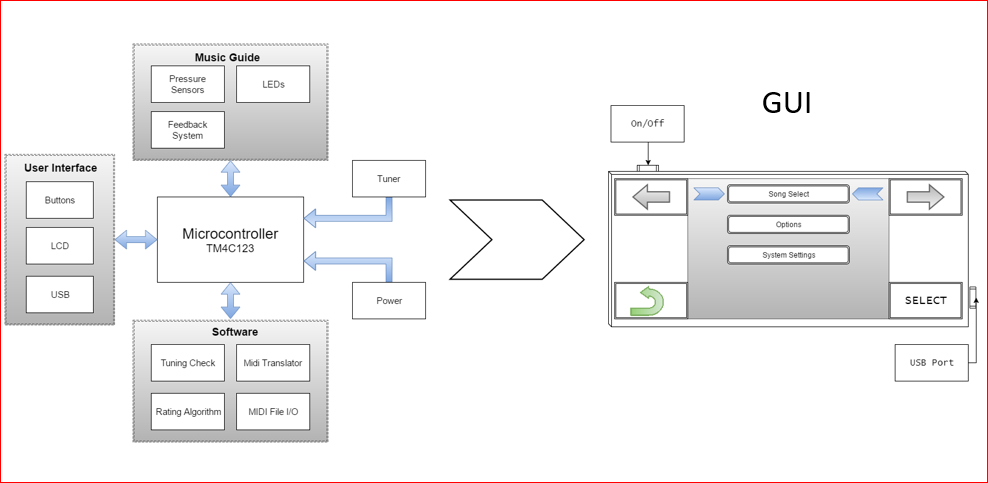 Music Guide
Pressure
Sensors
LEDs
Feedback
System
User Interface
Buttons
LCD
USB
Microcontroller
TM4C123
Tuner
Power
Software
Tuning Check
Midi Translator
Rating Algorithm
MIDI File I/O
GUI
On/Off
Song Select
Options
System Settings
SELECT
USB Port